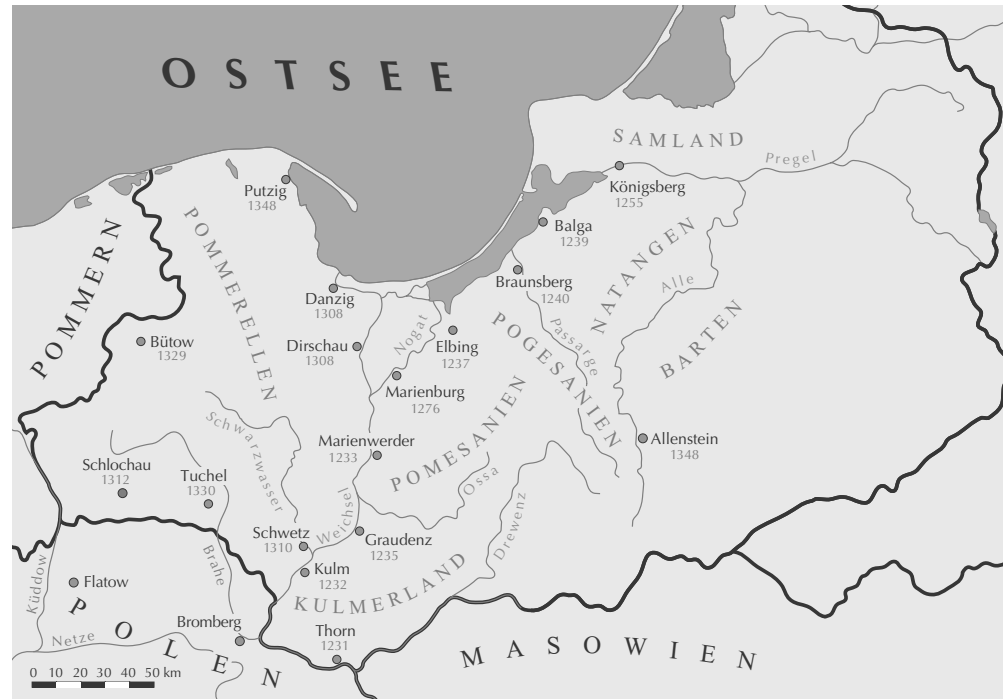 OSTSEE
SAMLAND
Pregel
Königsberg
1255
Putzig
1348
POMMERN
POMMERELLEN
Balga
1239
NATANGEN
Braunsberg
1240
Alle
Danzig
1308
Nogat
Passarge
POGESANIEN
BARTEN
Bütow
1329
Dirschau
1308
Elbing
1237
Marienburg
1276
POMESANIEN
Schwarzwasser
Marienwerder
1233
Allenstein
1348
Schlochau
1312
Tuchel
1330
Ossa
Weichsel
Drewenz
Schwetz
1310
Graudenz
1235
Küddow
Flatow
Brahe
Kulm
1232
KULMERLAND
POLEN
Bromberg
Netze
Thorn
1231
MASOWIEN
0 10 20 30 40 50 km